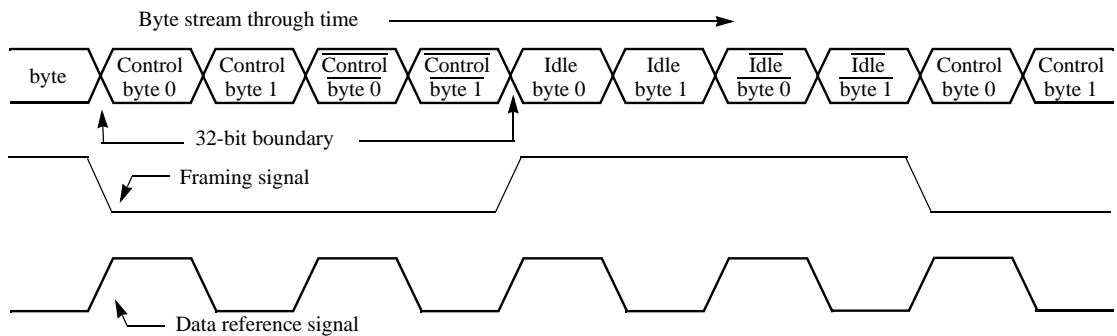 Byte stream through time
byte
Control
byte 0
Control
byte 1
Control
byte 0
Control
byte 1
Idle
byte 0
Idle
byte 1
Idle
byte 0
Idle
byte 1
Control
byte 0
Control
byte 1
32-bit boundary
Framing signal
Data reference signal